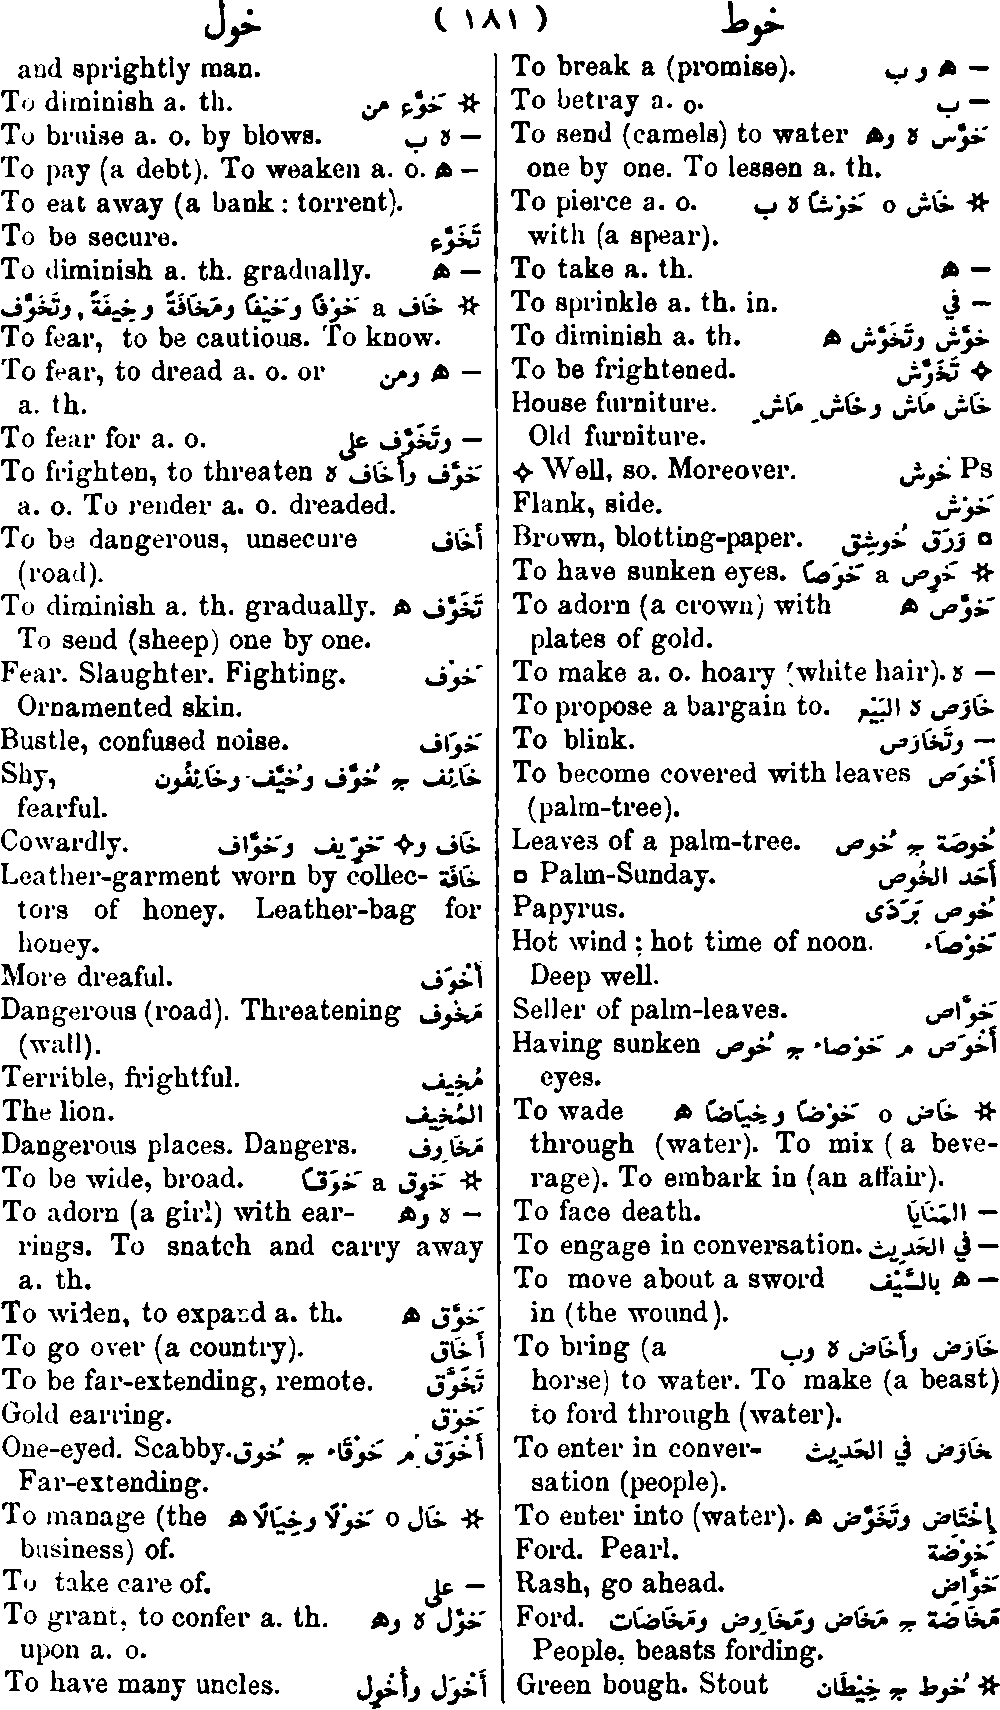 خول ( ١٨١ ) خوط
To break a (promise). — ه وب
To betray a. o. — ب
To send (camels) to water خَوَّس ه وه
one by one. To lessen a. th.
To pierce a. o. ✲ خَاش o خَوْشًا ه ب
with (a spear).
To take a. th. — ه
To sprinkle a. th. in. — في
To diminish a. th. خَوَّش وتَخَوَّش ه
To be frightened. ✧ تَخَوَّش
House furniture. خَاش مَاش وخَاشِ مَاشِ
Old furniture.
✧ Well, so. Moreover. خُوش Ps
Flank, side. خَوْش
Brown, blotting-paper. ▫ وَرَق خُوشِق
To have sunken eyes. ✲ خَوِص a خَوَصًا
To adorn (a crown) with خَوَّص ه
plates of gold.
To make a. o. hoary (white hair). — ه
To propose a bargain to. خَاوَص ه البَيْع
To blink. — وتَخَاوَص
To become covered with leaves أَخْوَص
(palm-tree).
Leaves of a palm-tree. خُوصَة ج خُوص
▫ Palm-Sunday. أَحَد الخُوص
Papyrus. خُوص بَرَدَى
Hot wind ; hot time of noon. خَوْصَاء
Deep well.
Seller of palm-leaves. خَوَّاص
Having sunken أَخْوَص م خَوْصَاء ج خُوص
eyes.
To wade ✲ خَاض o خَوْضًا وخِيَاضًا ه
through (water). To mix (a beve-
rage). To embark in (an affair).
To face death. — المَنَايَا
To engage in conversation. — في الحَدِيث
To move about a sword — ه بِالسَّيْف
in (the wound).
To bring (a خَاوَض وأَخَاض ه وب
horse) to water. To make (a beast)
to ford through (water).
To enter in conver- خَاوَض في الحَدِيث
sation (people).
To enter into (water). إِخْتَاض وتَخَوَّض ه
Ford. Pearl. خَوْضَة
Rash, go ahead. خَوَّاض
Ford. مَخَاضَة ج مَخَاض ومَخَاوِض ومَخَاضَات
People, beasts fording.
Green bough. Stout ✲ خُوط ج خِيْطَان
and sprightly man.
To diminish a. th. ✲ خَوَّء من
To bruise a. o. by blows. — ه ب
To pay (a debt). To weaken a. o. — ه
To eat away (a bank : torrent).
To be secure. تَخَوَّء
To diminish a. th. gradually. — ه
✲ خَاف a خَوْفًا وخَيْفًا ومَخَافَةً وخِيفَةً, وتَخَوَّف
To fear, to be cautious. To know.
To fear, to dread a. o. or — ه ومن
a. th.
To fear for a. o. — وتَخَوَّف على
To frighten, to threaten خَوَّف وأَخَاف ه
a. o. To render a. o. dreaded.
To be dangerous, unsecure أَخَاف
(road).
To diminish a. th. gradually. تَخَوَّف ه
To send (sheep) one by one.
Fear. Slaughter. Fighting. خَوْف
Ornamented skin.
Bustle, confused noise. خَوَاف
Shy, خَائِف ج خُوَّف وخُيَّف وخَائِفُون
fearful.
Cowardly. خَاف و✧ خَوِّيف وخَوَّاف
Leather-garment worn by collec- خَافَة
tors of honey. Leather-bag for
honey.
More dreaful. أَخْوَف
Dangerous (road). Threatening مَخُوف
(wall).
Terrible, frightful. مُخِيف
The lion. المُخِيف
Dangerous places. Dangers. مَخَاوِف
To be wide, broad. ✲ خَوِق a خَوَقًا
To adorn (a girl) with ear- — ه وه
rings. To snatch and carry away
a. th.
To widen, to expand a. th. خَوَّق ه
To go over (a country). أَخَاق
To be far-extending, remote. تَخَوَّق
Gold earring. خَوْق
One-eyed. Scabby. أَخْوَق م خَوْقَاء ج خُوق
Far-extending.
To manage (the ✲ خَال o خَوْلًا وخِيَالًا ه
business) of.
To take care of. — على
To grant, to confer a. th. خَوَّل ه وه
upon a. o.
To have many uncles. أَخْوَل وأُخْوِل